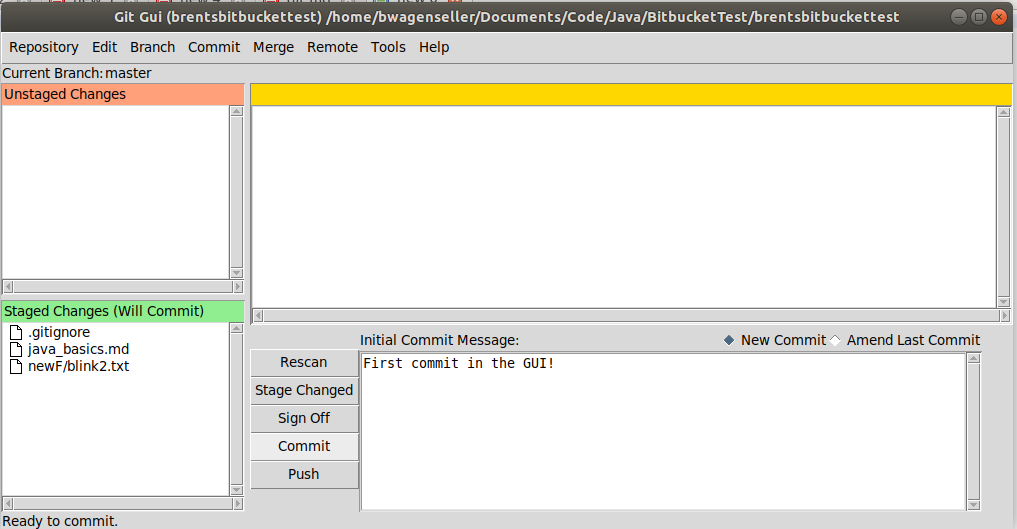 Git Gui (brentsbitbuckettest) /home/bwagenseller/Documents/Code/Java/BitbucketTest/brentsbitbuckettest
Repository Edit Branch Commit Merge Remote Tools Help
Current Branch: master
Unstaged Changes
Staged Changes (Will Commit)
.gitignore
java_basics.md
newF/blink2.txt
Initial Commit Message: New Commit Amend Last Commit
Rescan
Stage Changed
Sign Off
Commit
Push
First commit in the GUI!
Ready to commit.